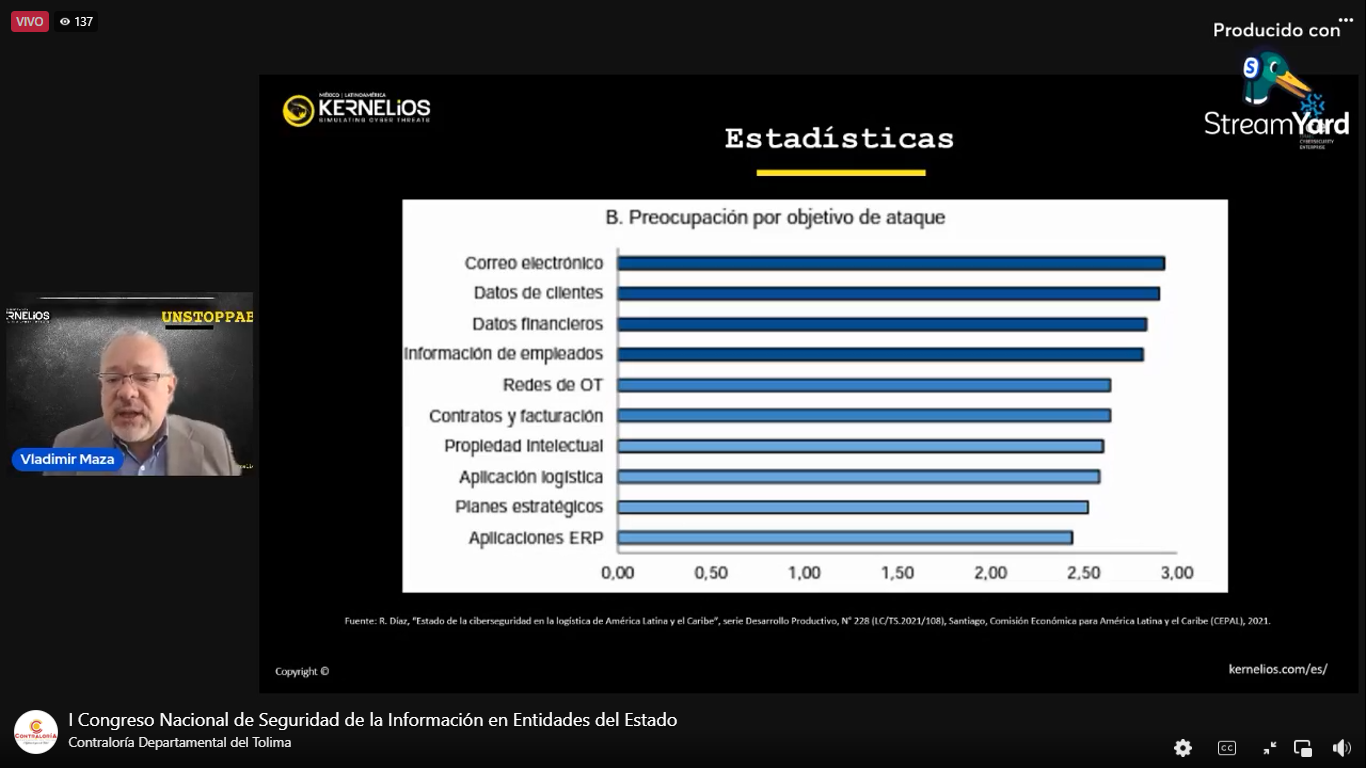 VIVO 137
Producido con
StreamYard
CYBERSECURITY
ENTERPRISE
MÉXICO | LATINOAMÉRICA
KERNELiOS
SIMULATING CYBER THREATS
Estadísticas
B. Preocupación por objetivo de ataque
Correo electrónico
Datos de clientes
Datos financieros
Información de empleados
Redes de OT
Contratos y facturación
Propiedad Intelectual
Aplicación logística
Planes estratégicos
Aplicaciones ERP
0,00 0,50 1,00 1,50 2,00 2,50 3,00
UNSTOPPAB
Vladimir Maza
Fuente: R. Díaz, "Estado de la ciberseguridad en la logística de América Latina y el Caribe", serie Desarrollo Productivo, N° 228 (LC/TS.2021/108), Santiago, Comisión Económica para América Latina y el Caribe (CEPAL), 2021.
Copyright ©
kernelios.com/es/
CONTRALORÍA
I Congreso Nacional de Seguridad de la Información en Entidades del Estado
Contraloría Departamental del Tolima
CC